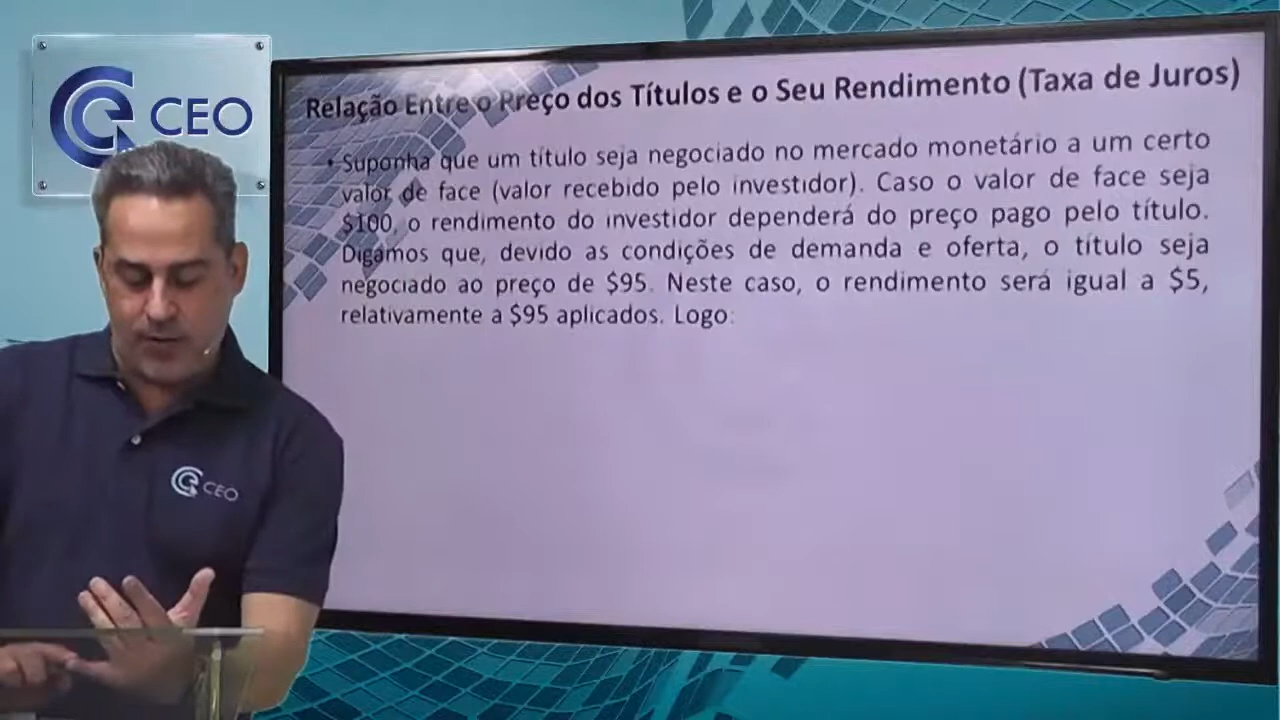 CEO
Relação Entre o Preço dos Títulos e o Seu Rendimento (Taxa de Juros)
• Suponha que um título seja negociado no mercado monetário a um certo
valor de face (valor recebido pelo investidor). Caso o valor de face seja
$100, o rendimento do investidor dependerá do preço pago pelo título.
Digamos que, devido as condições de demanda e oferta, o título seja
negociado ao preço de $95. Neste caso, o rendimento será igual a $5,
relativamente a $95 aplicados. Logo:
CEO